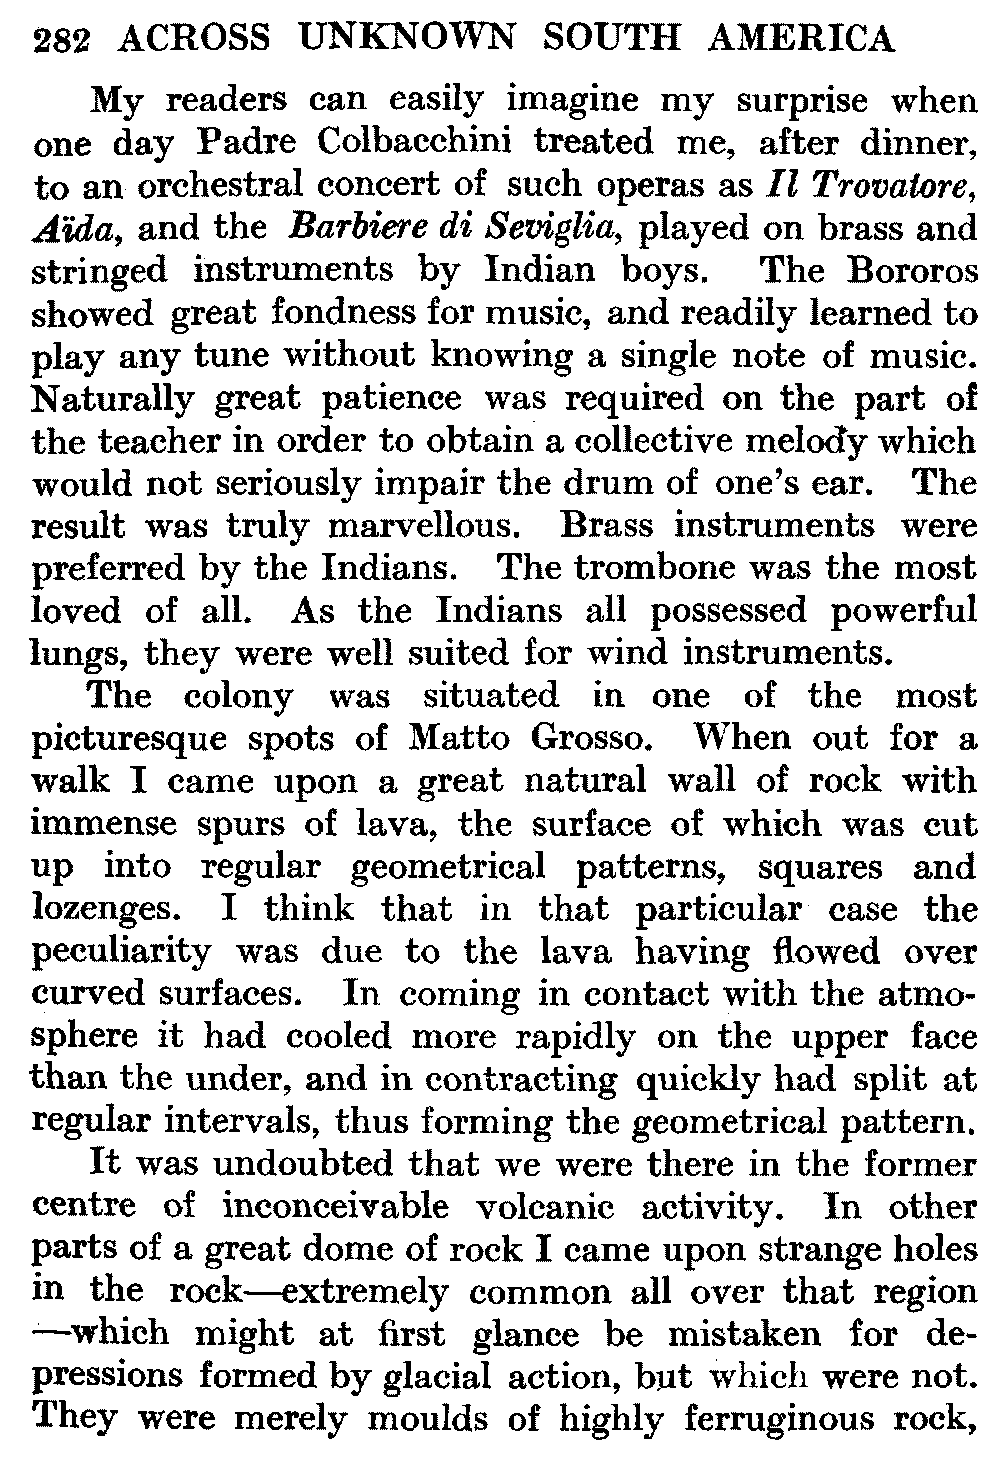 282 ACROSS UNKNOWN SOUTH AMERICA
My readers can easily imagine my surprise when
one day Padre Colbacchini treated me, after dinner,
to an orchestral concert of such operas as Il Trovatore,
Aïda, and the Barbiere di Seviglia, played on brass and
stringed instruments by Indian boys. The Bororos
showed great fondness for music, and readily learned to
play any tune without knowing a single note of music.
Naturally great patience was required on the part of
the teacher in order to obtain a collective melody which
would not seriously impair the drum of one's ear. The
result was truly marvellous. Brass instruments were
preferred by the Indians. The trombone was the most
loved of all. As the Indians all possessed powerful
lungs, they were well suited for wind instruments.
The colony was situated in one of the most
picturesque spots of Matto Grosso. When out for a
walk I came upon a great natural wall of rock with
immense spurs of lava, the surface of which was cut
up into regular geometrical patterns, squares and
lozenges. I think that in that particular case the
peculiarity was due to the lava having flowed over
curved surfaces. In coming in contact with the atmo-
sphere it had cooled more rapidly on the upper face
than the under, and in contracting quickly had split at
regular intervals, thus forming the geometrical pattern.
It was undoubted that we were there in the former
centre of inconceivable volcanic activity. In other
parts of a great dome of rock I came upon strange holes
in the rock—extremely common all over that region
—which might at first glance be mistaken for de-
pressions formed by glacial action, but which were not.
They were merely moulds of highly ferruginous rock,